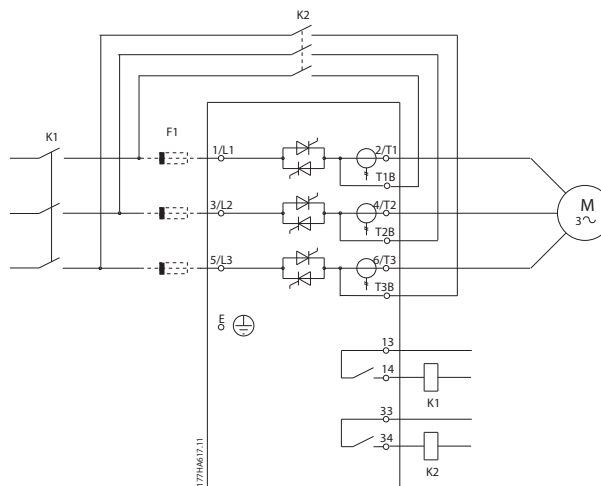 K2
K1
F1
1/L1
2/T1
T1B
3/L2
4/T2
T2B
M
3~
5/L3
6/T3
T3B
E
13
14
K1
33
34
K2
177HA617.11